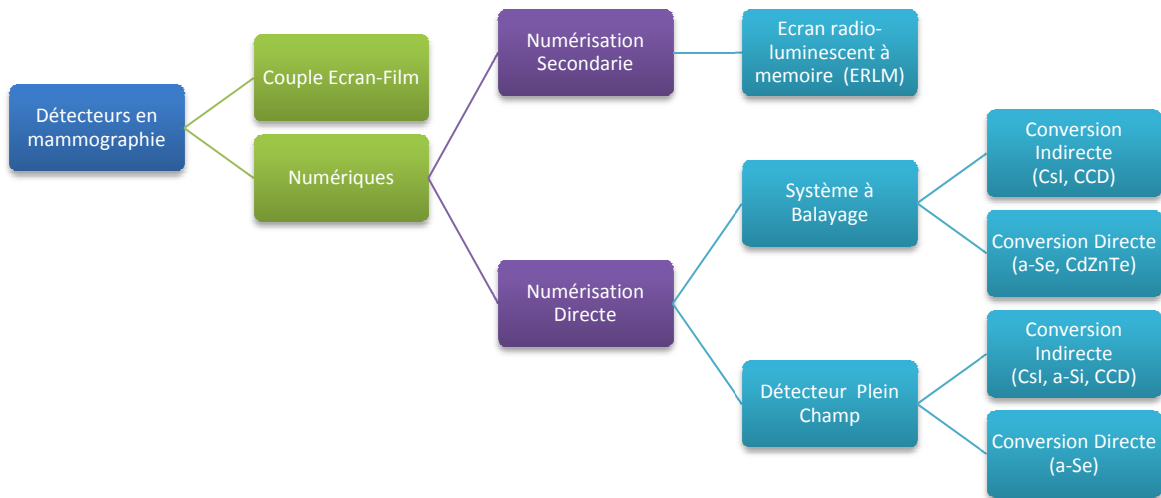 Détecteurs en
mammographie
Couple Ecran-Film
Numériques
Numérisation
Secondarie
Ecran radio-
luminescent à
memoire (ERLM)
Numérisation
Directe
Système à
Balayage
Conversion
Indirecte
(CsI, CCD)
Conversion Directe
(a-Se, CdZnTe)
Détecteur Plein
Champ
Conversion
Indirecte
(CsI, a-Si, CCD)
Conversion Directe
(a-Se)